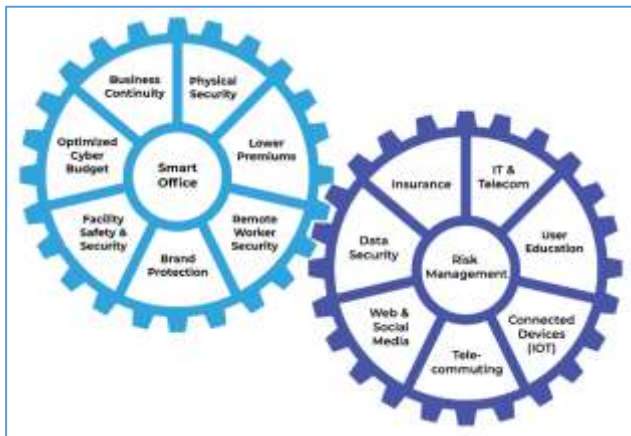 Business
Continuity
Physical
Security
Optimized
Cyber
Budget
Smart
Office
Lower
Premiums
Facility
Safety &
Security
Brand
Protection
Remote
Worker
Security
Insurance
IT &
Telecom
Data
Security
Risk
Management
User
Education
Web &
Social
Media
Tele-
commuting
Connected
Devices
(IOT)